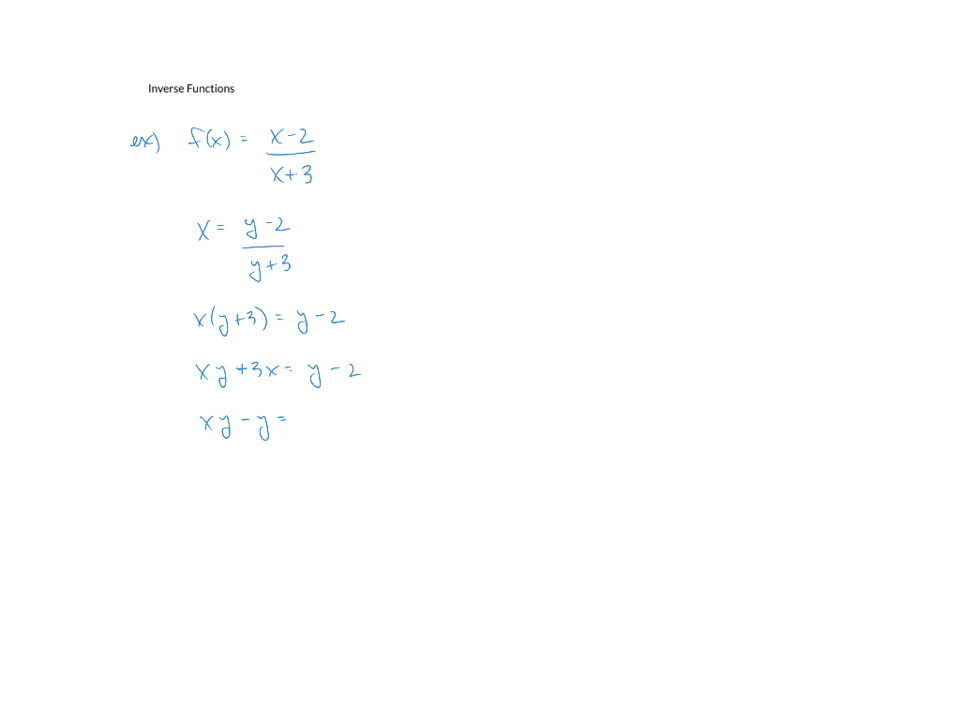 Inverse Functions
ex) f(x) = x-2
x+3
x = y-2
y+3
x(y+3) = y-2
xy+3x = y-2
xy-y =